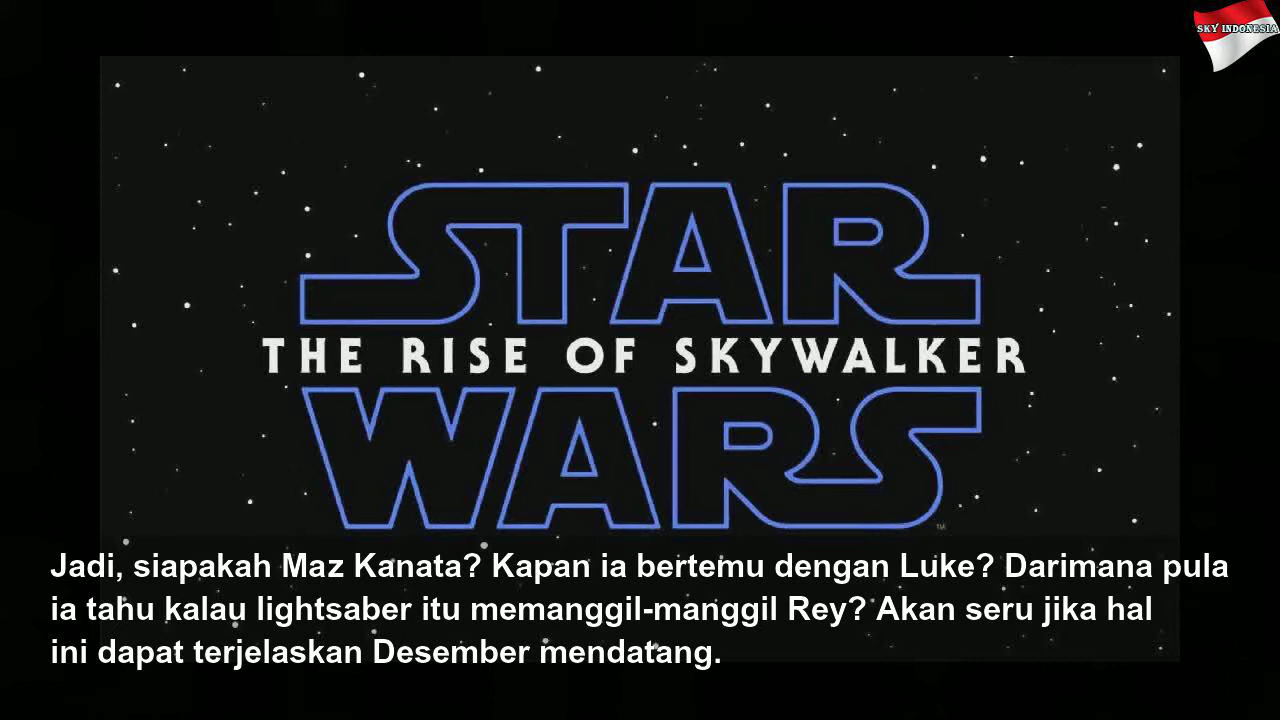 SKY INDONESIA
STAR
THE RISE OF SKYWALKER
WARS
TM
Jadi, siapakah Maz Kanata? Kapan ia bertemu dengan Luke? Darimana pula
ia tahu kalau lightsaber itu memanggil-manggil Rey? Akan seru jika hal
ini dapat terjelaskan Desember mendatang.